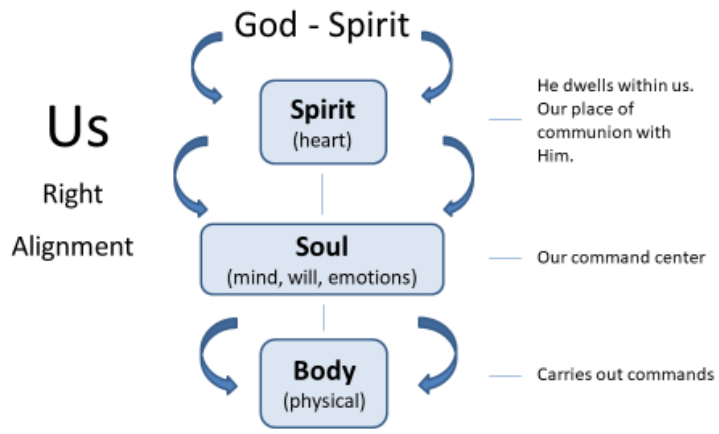 God - Spirit
Us
Right
Alignment
Spirit
(heart)
He dwells within us.
Our place of
communion with
Him.
Soul
(mind, will, emotions)
Our command center
Body
(physical)
Carries out commands